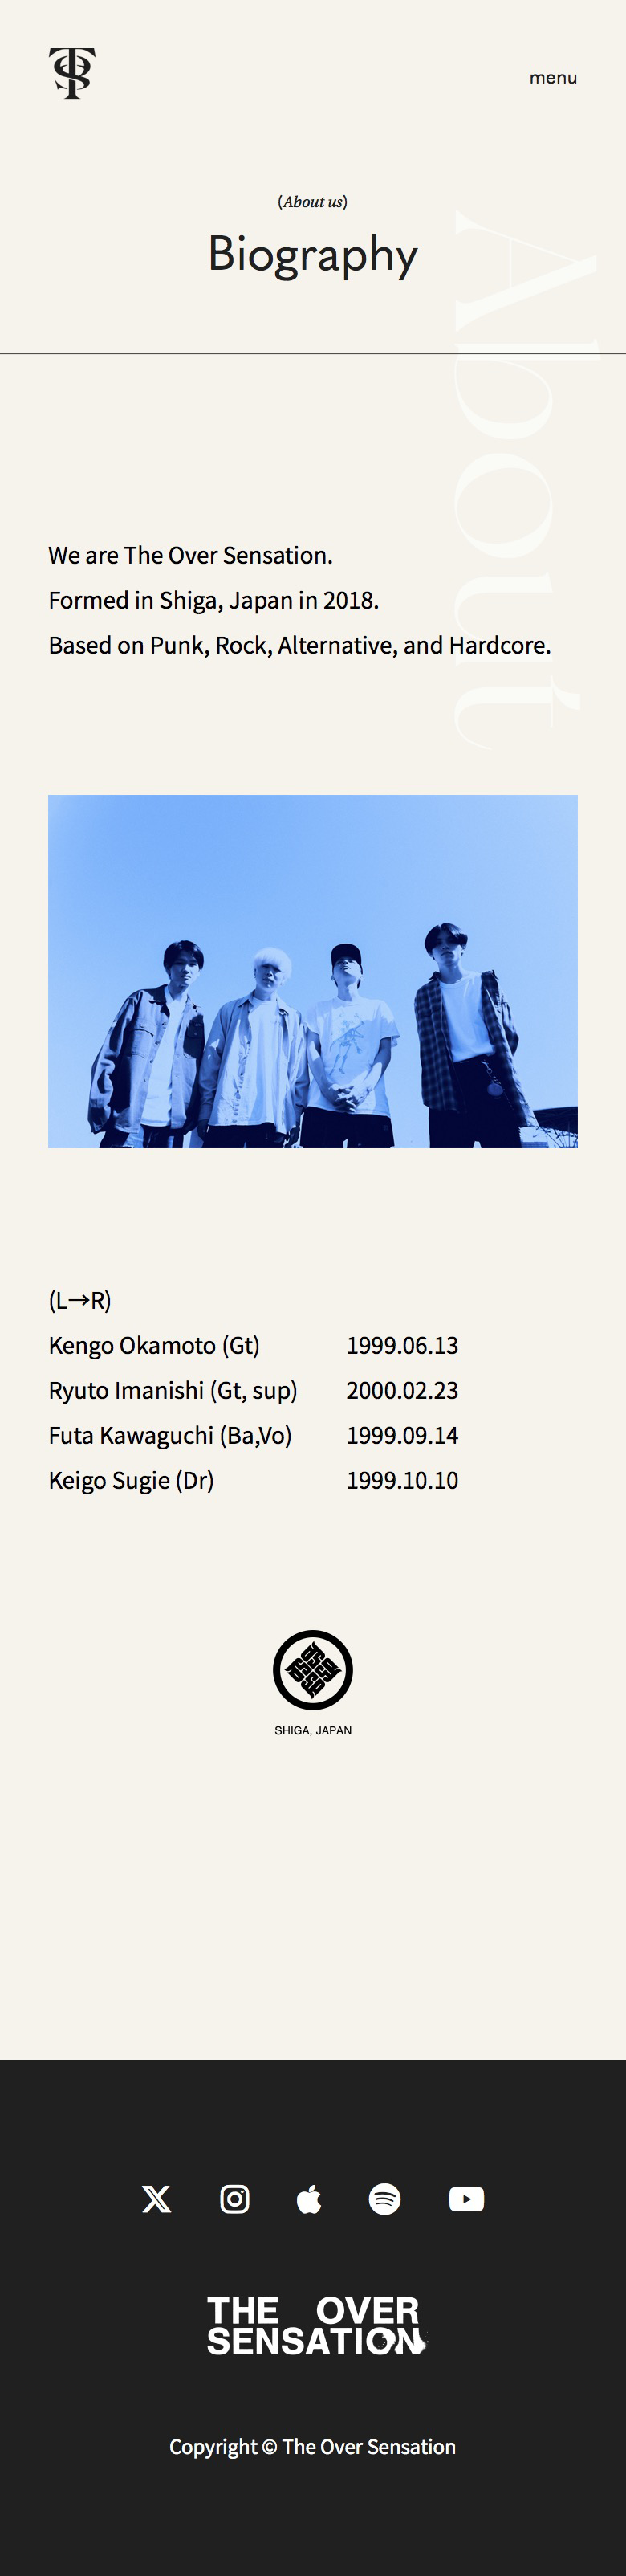 menu
(About us)
Biography
About
We are The Over Sensation.
Formed in Shiga, Japan in 2018.
Based on Punk, Rock, Alternative, and Hardcore.
(L→R)
Kengo Okamoto (Gt) 1999.06.13
Ryuto Imanishi (Gt, sup) 2000.02.23
Futa Kawaguchi (Ba,Vo) 1999.09.14
Keigo Sugie (Dr) 1999.10.10
SHIGA, JAPAN
THE OVER
SENSATION
Copyright © The Over Sensation